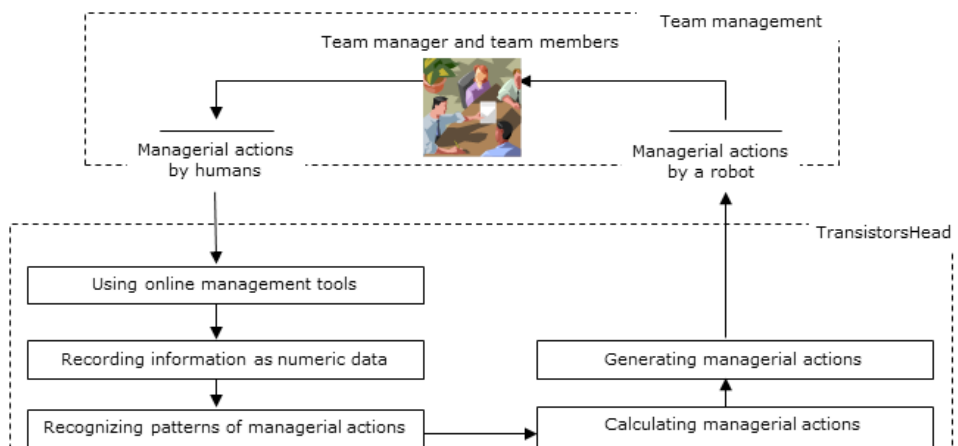 Team management
Team manager and team members
Managerial actions
by humans
Managerial actions
by a robot
TransistorsHead
Using online management tools
Recording information as numeric data
Generating managerial actions
Recognizing patterns of managerial actions
Calculating managerial actions